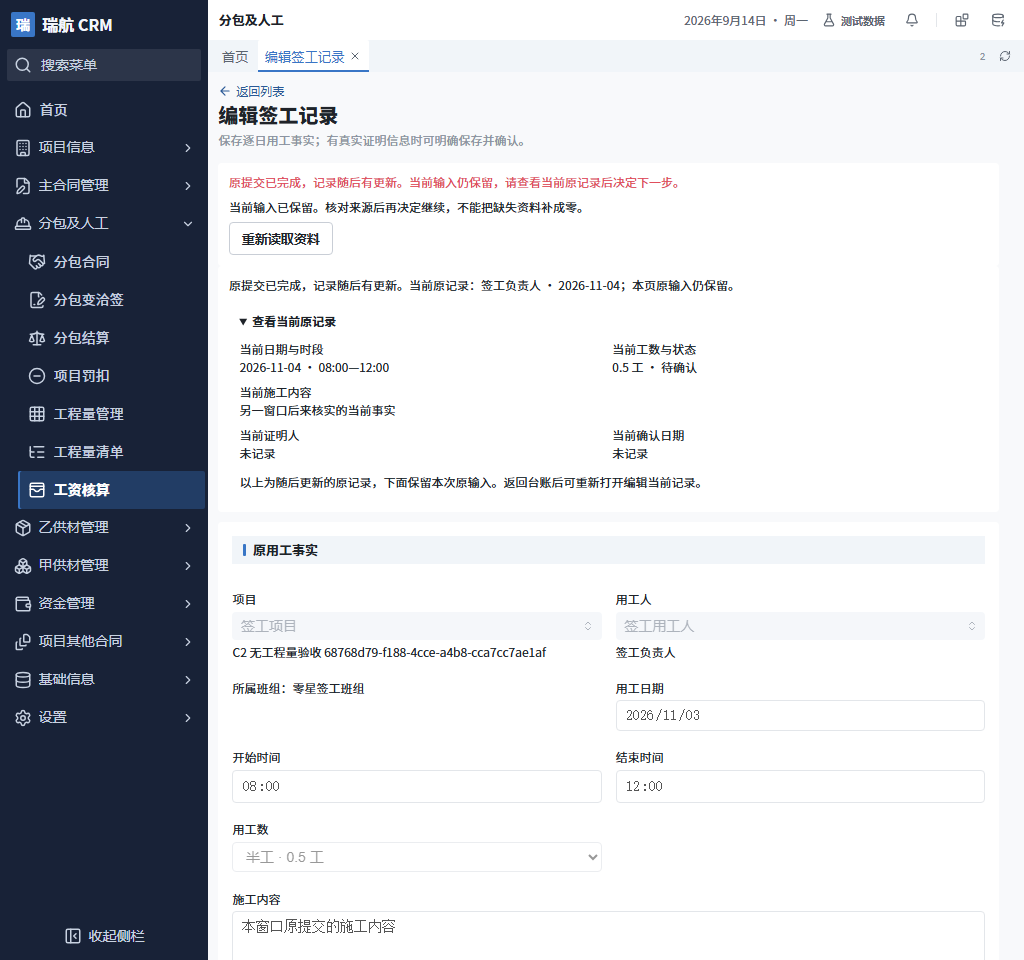 瑞 瑞航 CRM
搜索菜单
首页
项目信息
主合同管理
分包及人工
分包合同
分包变洽签
分包结算
项目罚扣
工程量管理
工程量清单
工资核算
乙供材管理
甲供材管理
资金管理
项目其他合同
基础信息
设置
收起侧栏
分包及人工
2026年9月14日 · 周一
测试数据
首页
编辑签工记录
2
返回列表
编辑签工记录
保存逐日用工事实；有真实证明信息时可明确保存并确认。
原提交已完成，记录随后有更新。当前输入仍保留，请查看当前原记录后决定下一步。
当前输入已保留。核对来源后再决定继续，不能把缺失资料补成零。
重新读取资料
原提交已完成，记录随后有更新。当前原记录：签工负责人 · 2026-11-04；本页原输入仍保留。
▼ 查看当前原记录
当前日期与时段
2026-11-04 · 08:00—12:00
当前工数与状态
0.5 工 · 待确认
当前施工内容
另一窗口后来核实的当前事实
当前证明人
未记录
当前确认日期
未记录
以上为随后更新的原记录，下面保留本次原输入。返回台账后可重新打开编辑当前记录。
原用工事实
项目
签工项目
C2 无工程量验收 68768d79-f188-4cce-a4b8-cca7cc7ae1af
用工人
签工用工人
签工负责人
所属班组：零星签工班组
用工日期
2026/11/03
开始时间
08:00
结束时间
12:00
用工数
半工 · 0.5 工
施工内容
本窗口原提交的施工内容